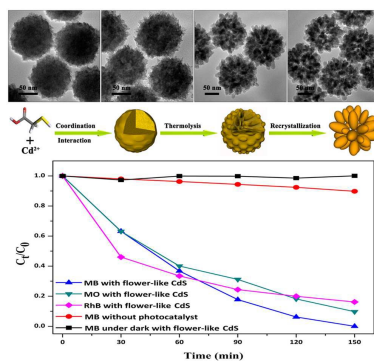 50 nm
50 nm
50 nm
50 nm
+
Cd²⁺
Coordination
Interaction
Thermolysis
Recrystallization
Cₜ/C₀
1.0
0.8
0.6
0.4
0.2
0.0
MB with flower-like CdS
MO with flower-like CdS
RhB with flower-like CdS
MB without photocatalyst
MB under dark with flower-like CdS
0
30
60
90
120
150
Time (min)